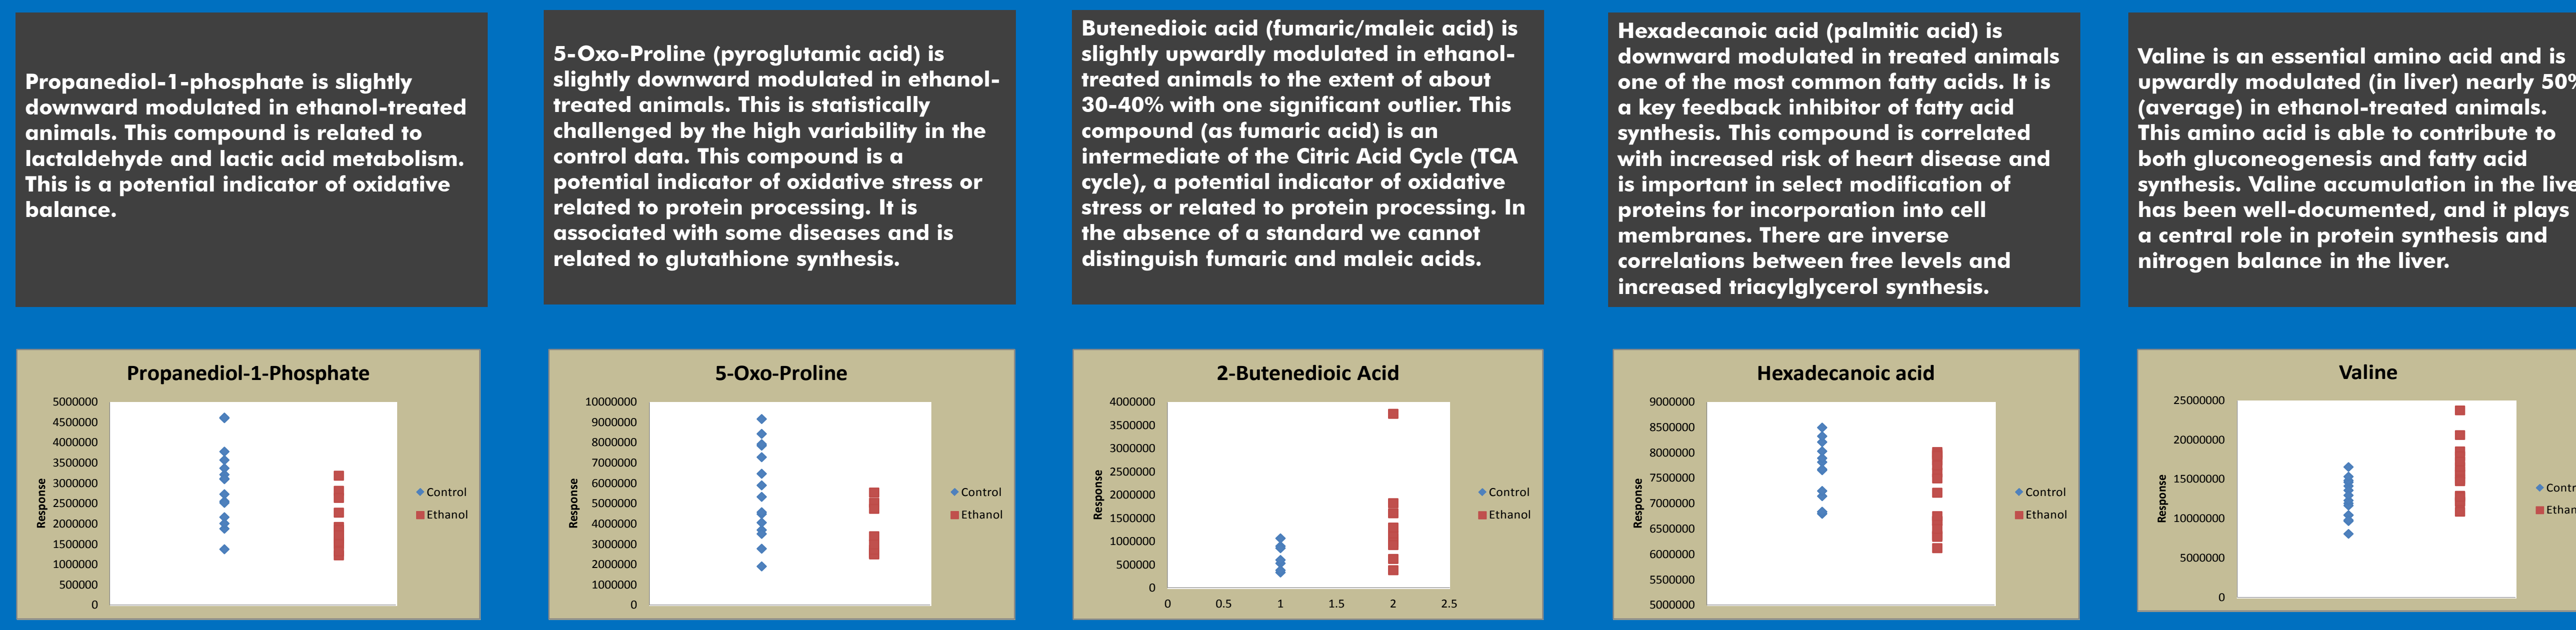 Propanediol-1-phosphate is slightly
downward modulated in ethanol-treated
animals. This compound is related to
lactaldehyde and lactic acid metabolism.
This is a potential indicator of oxidative
balance.
5-Oxo-Proline (pyroglutamic acid) is
slightly downward modulated in ethanol-
treated animals. This is statistically
challenged by the high variability in the
control data. This compound is a
potential indicator of oxidative stress or
related to protein processing. It is
associated with some diseases and is
related to glutathione synthesis.
Butenedioic acid (fumaric/maleic acid) is
slightly upwardly modulated in ethanol-
treated animals to the extent of about
30-40% with one significant outlier. This
compound (as fumaric acid) is an
intermediate of the Citric Acid Cycle (TCA
cycle), a potential indicator of oxidative
stress or related to protein processing. In
the absence of a standard we cannot
distinguish fumaric and maleic acids.
Hexadecanoic acid (palmitic acid) is
downward modulated in treated animals
one of the most common fatty acids. It is
a key feedback inhibitor of fatty acid
synthesis. This compound is correlated
with increased risk of heart disease and
is important in select modification of
proteins for incorporation into cell
membranes. There are inverse
correlations between free levels and
increased triacylglycerol synthesis.
Valine is an essential amino acid and is
upwardly modulated (in liver) nearly 50%
(average) in ethanol-treated animals.
This amino acid is able to contribute to
both gluconeogenesis and fatty acid
synthesis. Valine accumulation in the live
has been well-documented, and it plays
a central role in protein synthesis and
nitrogen balance in the liver.
Propanediol-1-Phosphate
5000000
4500000
4000000
3500000
3000000
2500000
2000000
1500000
1000000
500000
0
Response
Control
Ethanol
5-Oxo-Proline
10000000
9000000
8000000
7000000
6000000
5000000
4000000
3000000
2000000
1000000
0
Response
Control
Ethanol
2-Butenedioic Acid
4000000
3500000
3000000
2500000
2000000
1500000
1000000
500000
0
0 0.5 1 1.5 2 2.5
Response
Control
Ethanol
Hexadecanoic acid
9000000
8500000
8000000
7500000
7000000
6500000
6000000
5500000
5000000
Response
Control
Ethanol
Valine
25000000
20000000
15000000
10000000
5000000
0
Response
Contr
Ethan